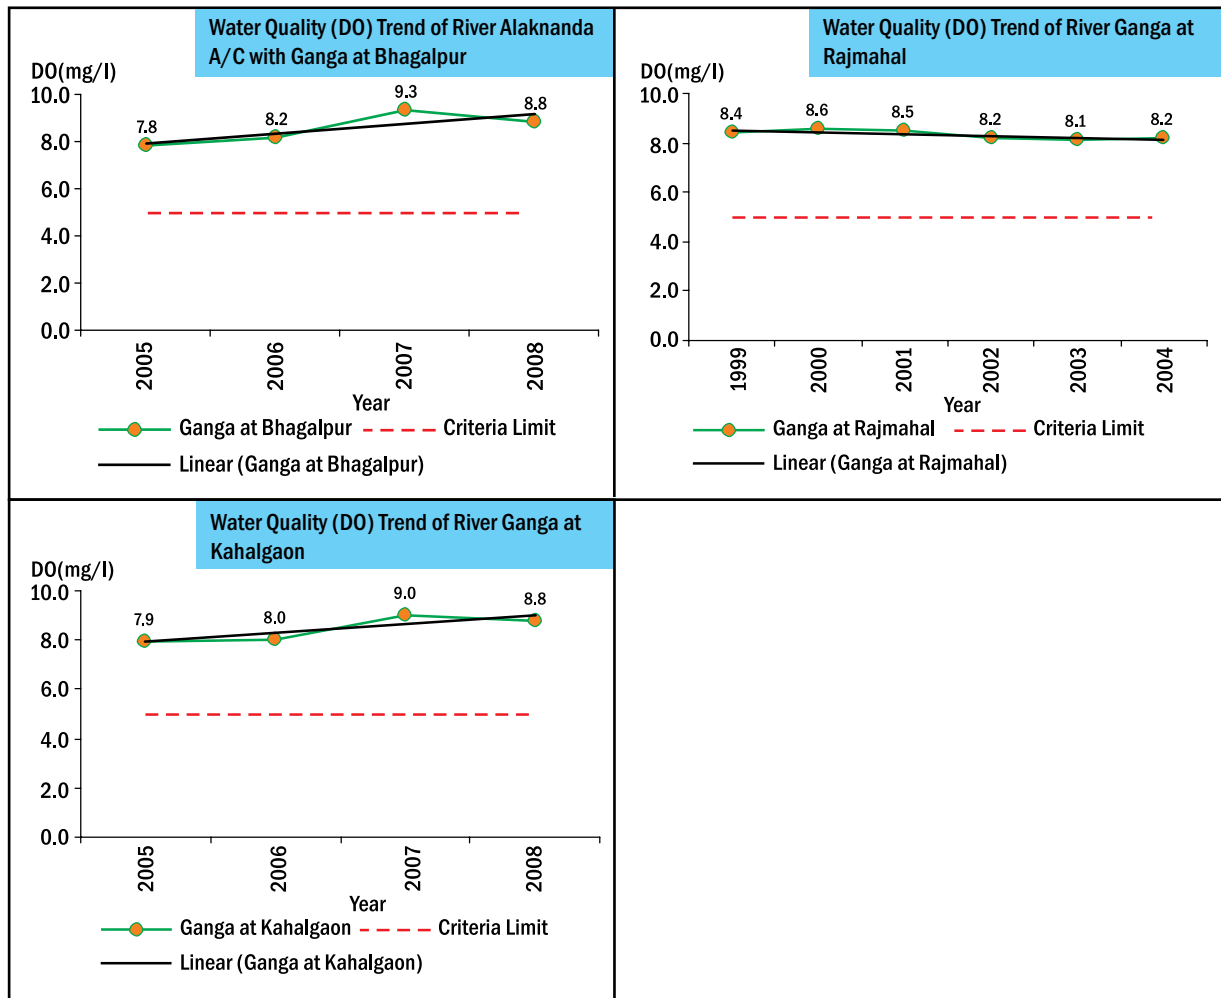 Water Quality (DO) Trend of River Alaknanda
A/C with Ganga at Bhagalpur
DO(mg/l)
10.0
8.0
6.0
4.0
2.0
0.0
7.8
8.2
9.3
8.8
2005
2006
2007
2008
Year
Ganga at Bhagalpur
Criteria Limit
Linear (Ganga at Bhagalpur)
Water Quality (DO) Trend of River Ganga at
Rajmahal
DO(mg/l)
10.0
8.0
6.0
4.0
2.0
0.0
8.4
8.6
8.5
8.2
8.1
8.2
1999
2000
2001
2002
2003
2004
Year
Ganga at Rajmahal
Criteria Limit
Linear (Ganga at Rajmahal)
Water Quality (DO) Trend of River Ganga at
Kahalgaon
DO(mg/l)
10.0
8.0
6.0
4.0
2.0
0.0
7.9
8.0
9.0
8.8
2005
2006
2007
2008
Year
Ganga at Kahalgaon
Criteria Limit
Linear (Ganga at Kahalgaon)